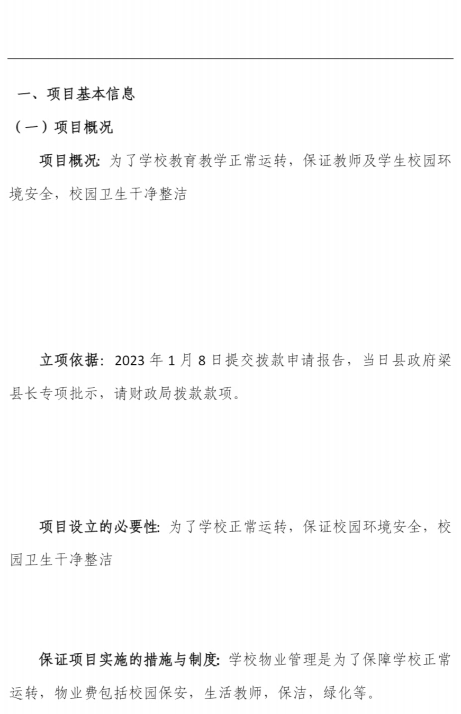 一、项目基本信息
（一）项目概况
项目概况: 为了学校教育教学正常运转，保证教师及学生校园环
境安全，校园卫生干净整洁
立项依据：2023 年 1 月 8 日提交拨款申请报告，当日县政府梁
县长专项批示，请财政局拨款款项。
项目设立的必要性: 为了学校正常运转，保证校园环境安全，校
园卫生干净整洁
保证项目实施的措施与制度: 学校物业管理是为了保障学校正常
运转，物业费包括校园保安，生活教师，保洁，绿化等。